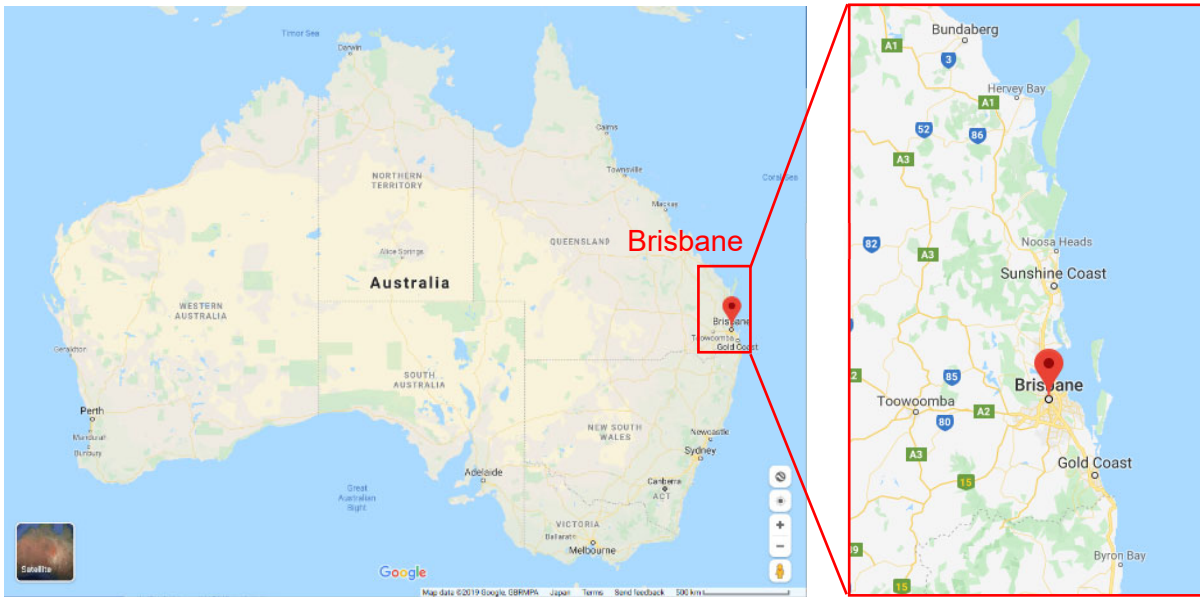 Timor Sea
Darwin
Cairns
Townsville
Coral Sea
NORTHERN
TERRITORY
Mackay
QUEENSLAND
Brisbane
Alice Springs
Australia
WESTERN
AUSTRALIA
Brisbane
Toowoomba
Gold Coast
Geraldton
SOUTH
AUSTRALIA
Perth
Mandurah
Bunbury
NEW SOUTH
WALES
Newcastle
Sydney
Adelaide
Canberra
ACT
Great
Australian
Bight
VICTORIA
Ballarat
Melbourne
Satellite
Google
Map data ©2019 Google, GBRMPA Japan Terms Send feedback 500 km
Bundaberg
A1
3
Hervey Bay
A1
52
86
A3
82
A3
Noosa Heads
Sunshine Coast
2
85
Brisbane
Toowoomba
A2
80
A3
Gold Coast
15
Byron Bay
A9
15